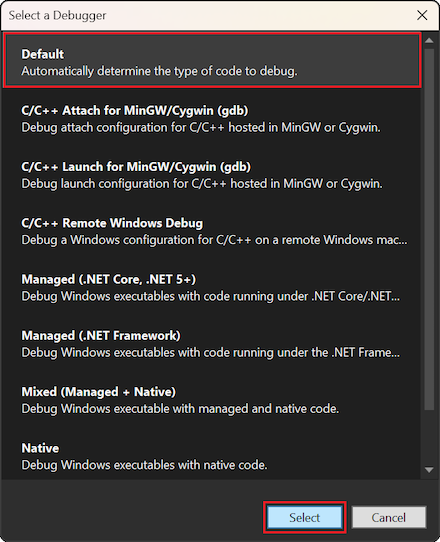 Select a Debugger
Default
Automatically determine the type of code to debug.
C/C++ Attach for MinGW/Cygwin (gdb)
Debug attach configuration for C/C++ hosted in MinGW or Cygwin.
C/C++ Launch for MinGW/Cygwin (gdb)
Debug launch configuration for C/C++ hosted in MinGW or Cygwin.
C/C++ Remote Windows Debug
Debug a Windows configuration for C/C++ on a remote Windows mac...
Managed (.NET Core, .NET 5+)
Debug Windows executables with code running under .NET Core/.NET...
Managed (.NET Framework)
Debug Windows executables with code running under the .NET Frame...
Mixed (Managed + Native)
Debug Windows executable with managed and native code.
Native
Debug Windows executables with native code.
Select
Cancel